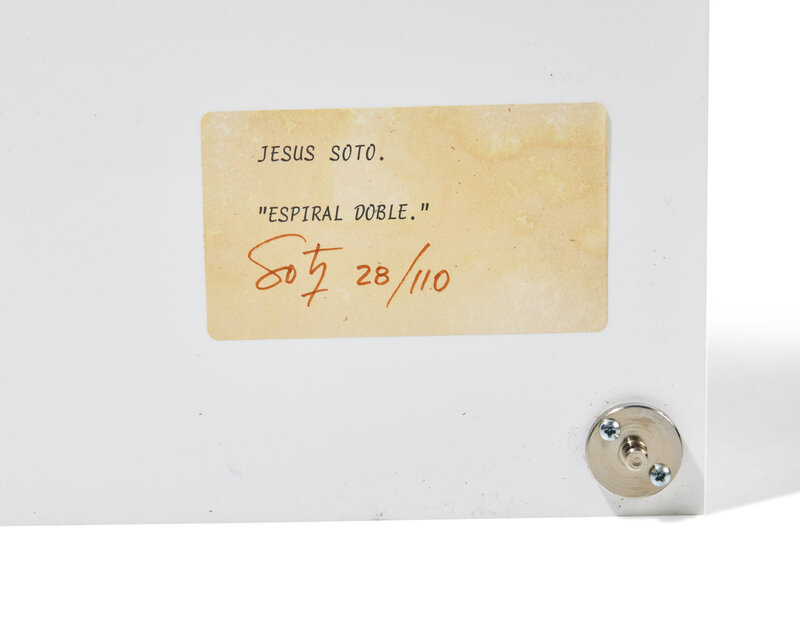 JESUS SOTO.
"ESPIRAL DOBLE."
Soto 28/110